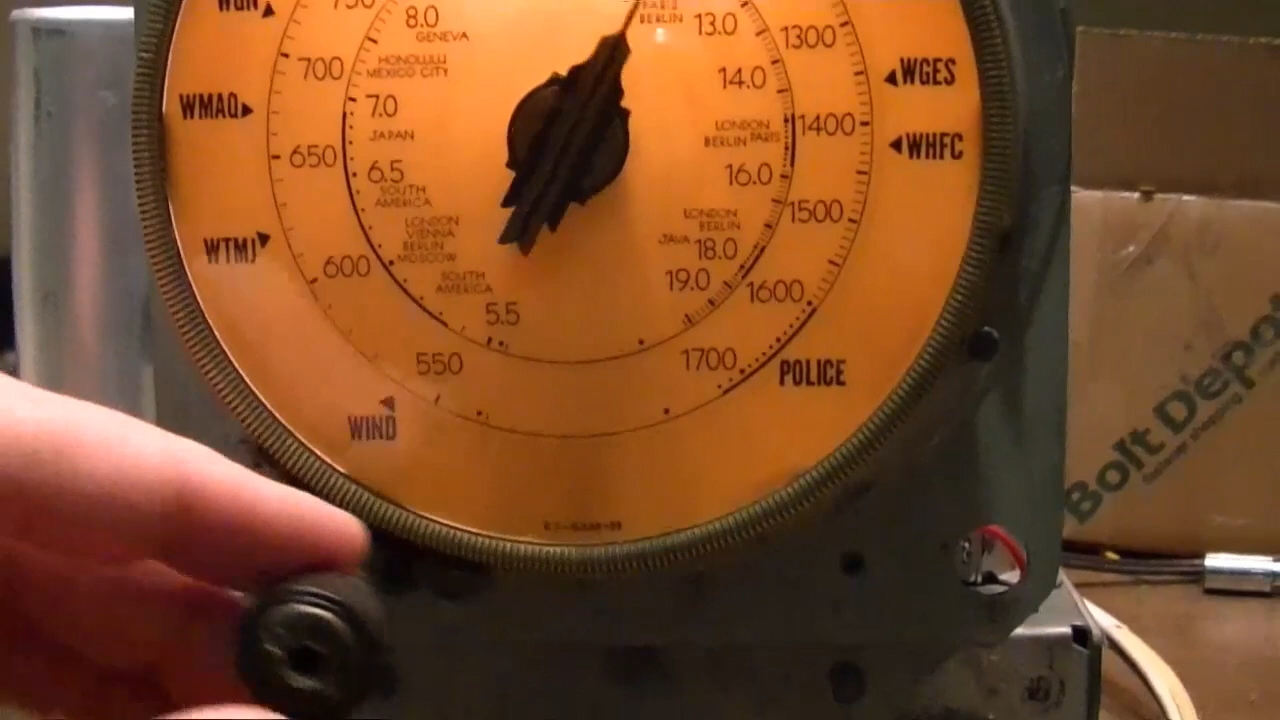 WGN
750
8.0
GENEVA
HONOLULU
MEXICO CITY
700
WMAQ
7.0
JAPAN
650
6.5
SOUTH
AMERICA
LONDON
VIENNA
BERLIN
MOSCOW
WTMJ
600
SOUTH
AMERICA
5.5
550
WIND
PARIS
BERLIN
13.0
1300
14.0
WGES
LONDON
BERLIN PARIS
1400
WHFC
16.0
LONDON
BERLIN
1500
JAVA 18.0
19.0
1600
1700
POLICE
Bolt Depot